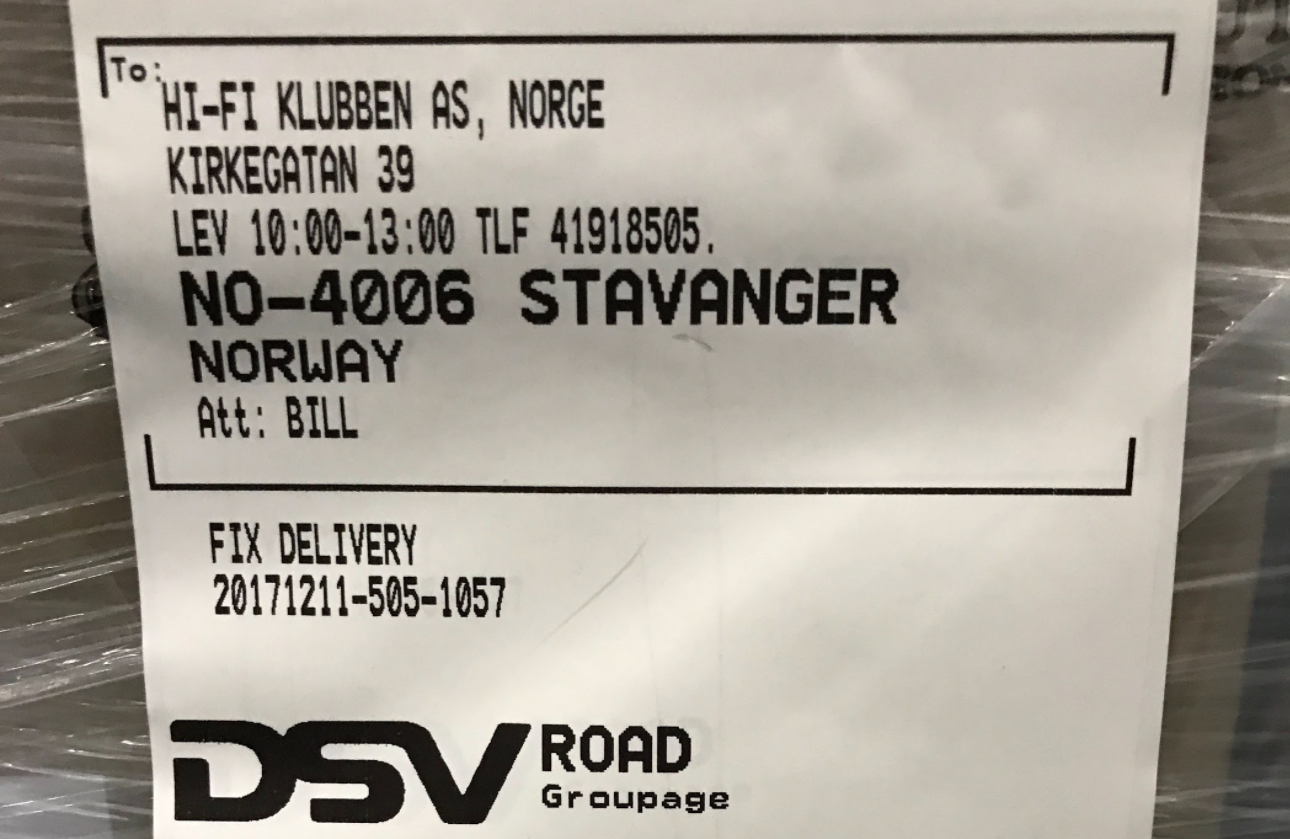 To:
HI-FI KLUBBEN AS, NORGE
KIRKEGATAN 39
LEV 10:00-13:00 TLF 41918505.
NO-4006 STAVANGER
NORWAY
Att: BILL
FIX DELIVERY
20171211-505-1057
DSV ROAD
Groupage